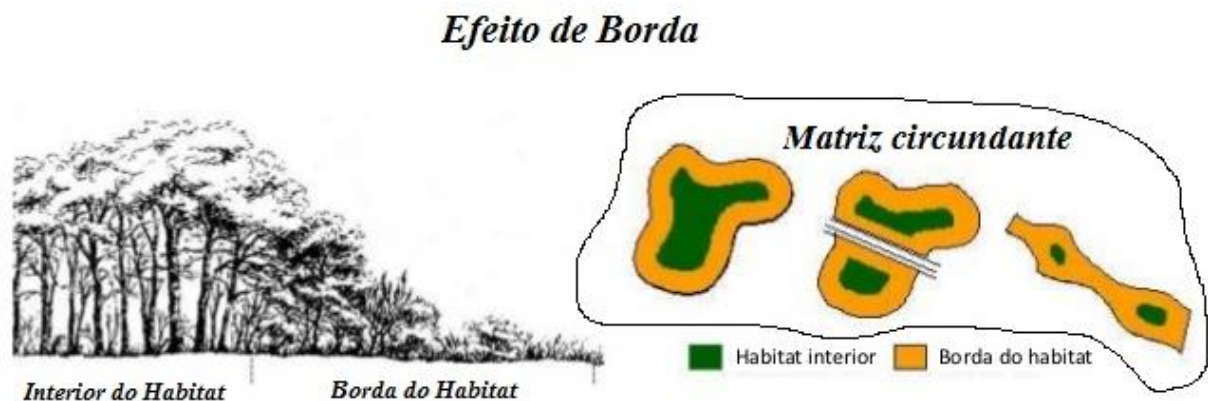 Efeito de Borda
Matriz circundante
Habitat interior
Borda do habitat
Interior do Habitat
Borda do Habitat